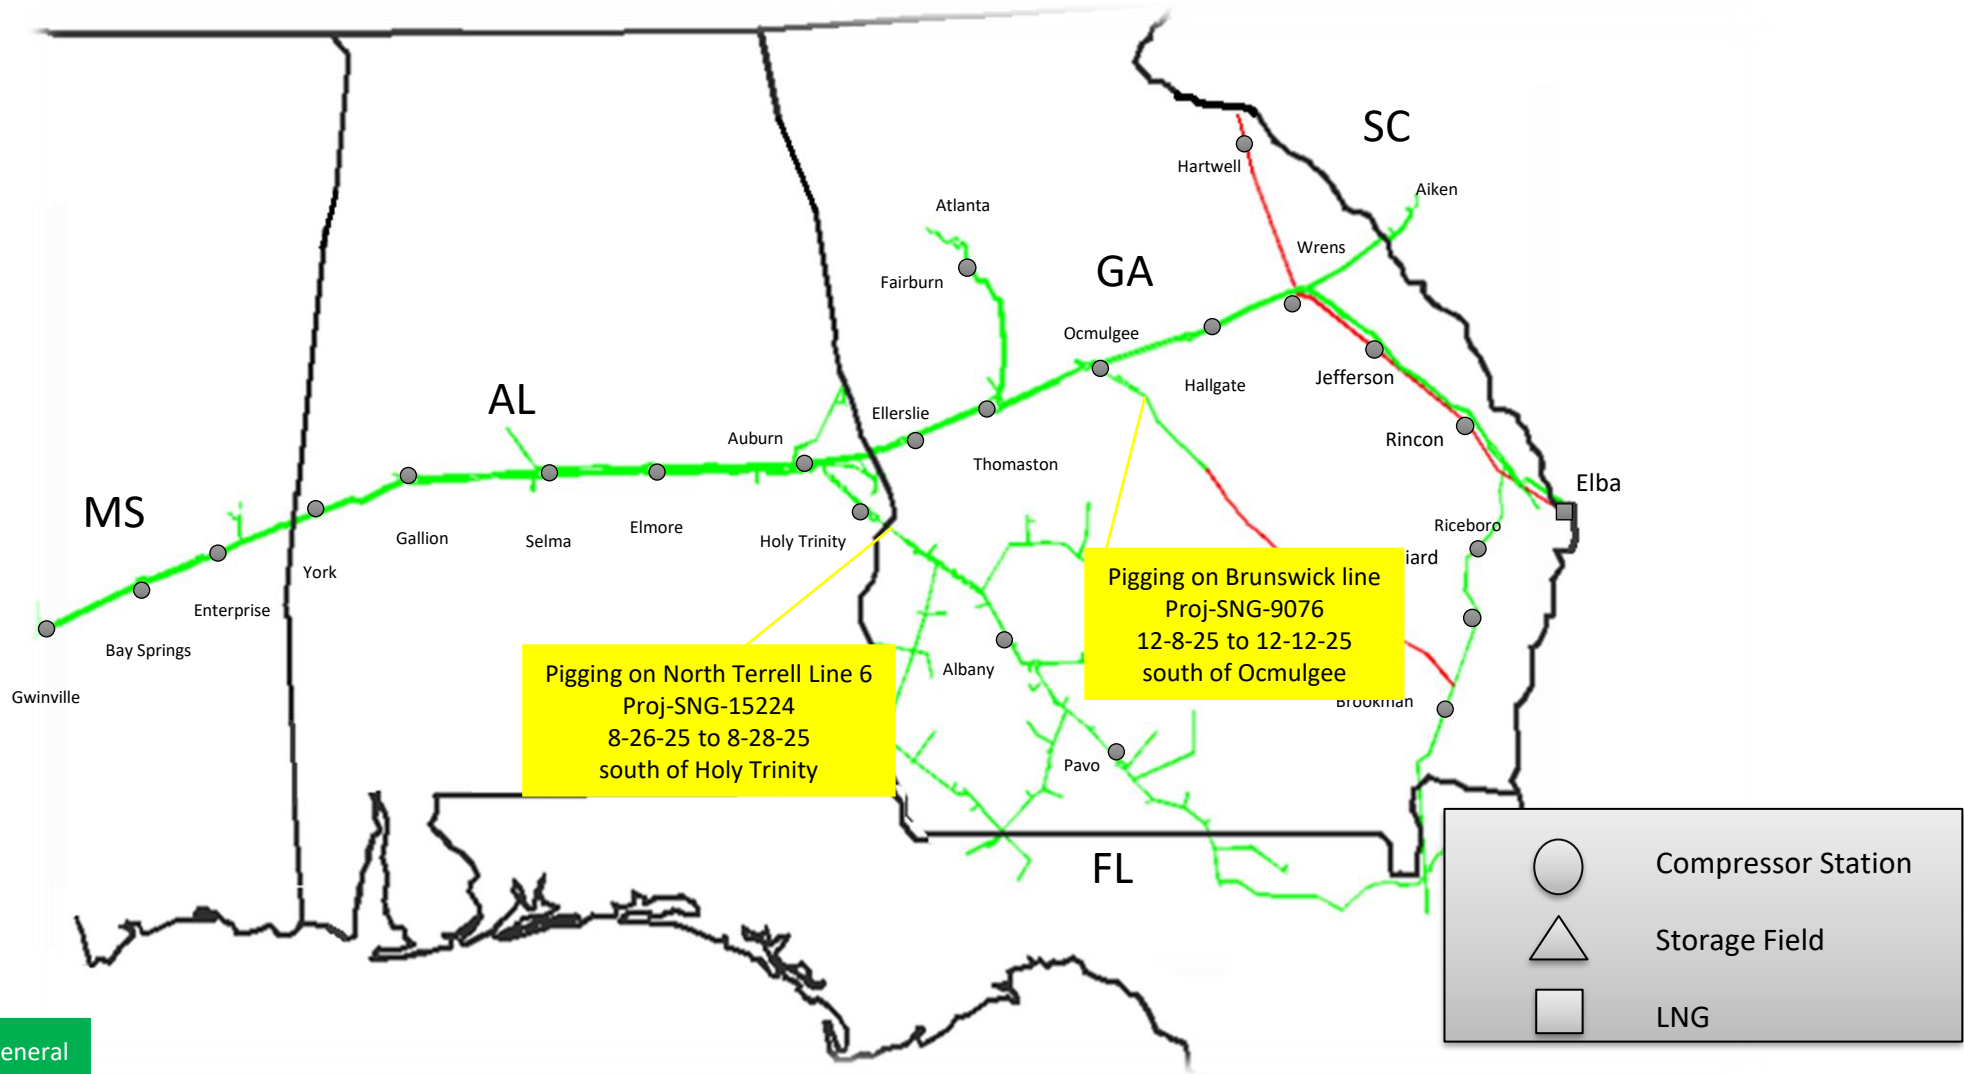 SC
Hartwell
Aiken
Atlanta
Wrens
GA
Fairburn
Ocmulgee
Jefferson
Hallgate
AL
Ellerslie
Auburn
Rincon
Thomaston
Elba
MS
Riceboro
Elmore
Gallion
Selma
Holy Trinity
iard
York
Enterprise
Bay Springs
Albany
Gwinville
Brookman
Pavo
Pigging on Brunswick line
Proj-SNG-9076
12-8-25 to 12-12-25
south of Ocmulgee
Pigging on North Terrell Line 6
Proj-SNG-15224
8-26-25 to 8-28-25
south of Holy Trinity
FL
Compressor Station
Storage Field
LNG
eneral